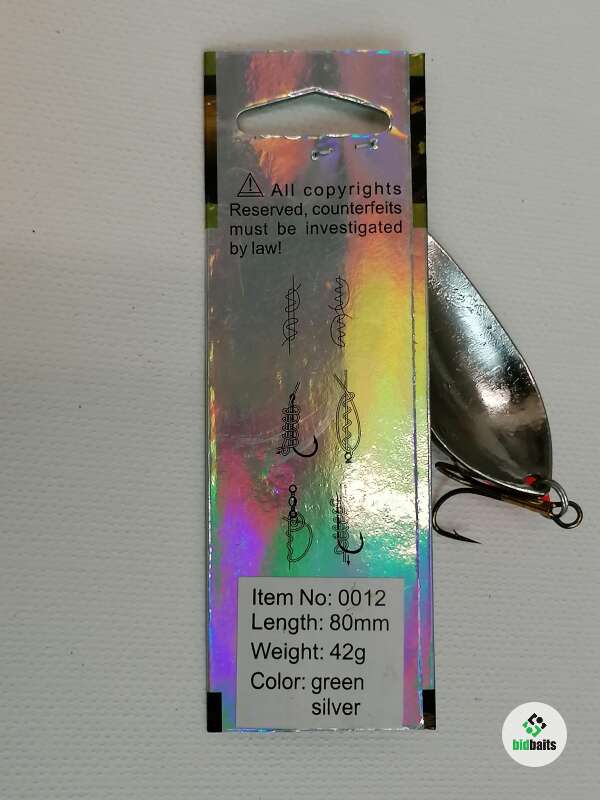 All copyrights
Reserved, counterfeits
must be investigated
by law!
Item No: 0012
Length: 80mm
Weight: 42g
Color: green
silver
bidbaits